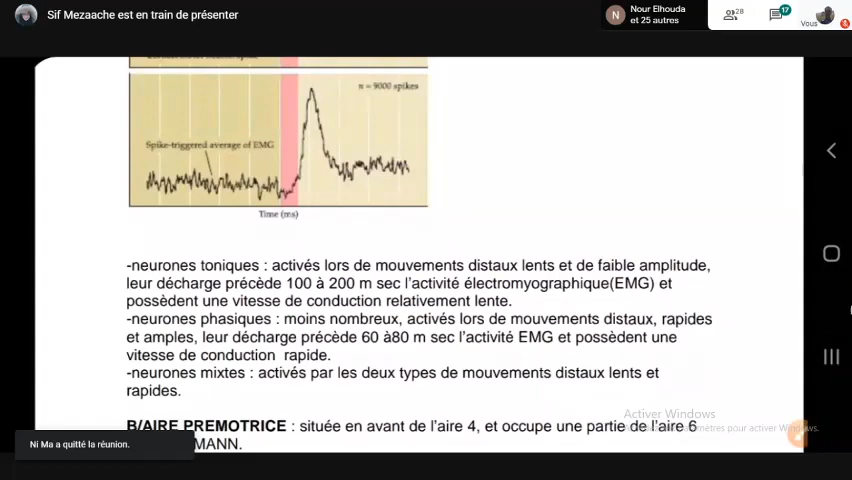 Sif Mezaache est en train de présenter
Nour Elhouda
et 25 autres
28
17
Vous
n = 9000 spikes
Spike-triggered average of EMG
Time (ms)
-neurones toniques : activés lors de mouvements distaux lents et de faible amplitude,
leur décharge précède 100 à 200 m sec l’activité électromyographique(EMG) et
possèdent une vitesse de conduction relativement lente.
-neurones phasiques : moins nombreux, activés lors de mouvements distaux, rapides
et amples, leur décharge précède 60 à80 m sec l’activité EMG et possèdent une
vitesse de conduction rapide.
-neurones mixtes : activés par les deux types de mouvements distaux lents et
rapides.
B/AIRE PREMOTRICE : située en avant de l’aire 4, et occupe une partie de l’aire 6
MANN.
Activer Windows
paramètres pour activer Windows.
Ni Ma a quitté la réunion.